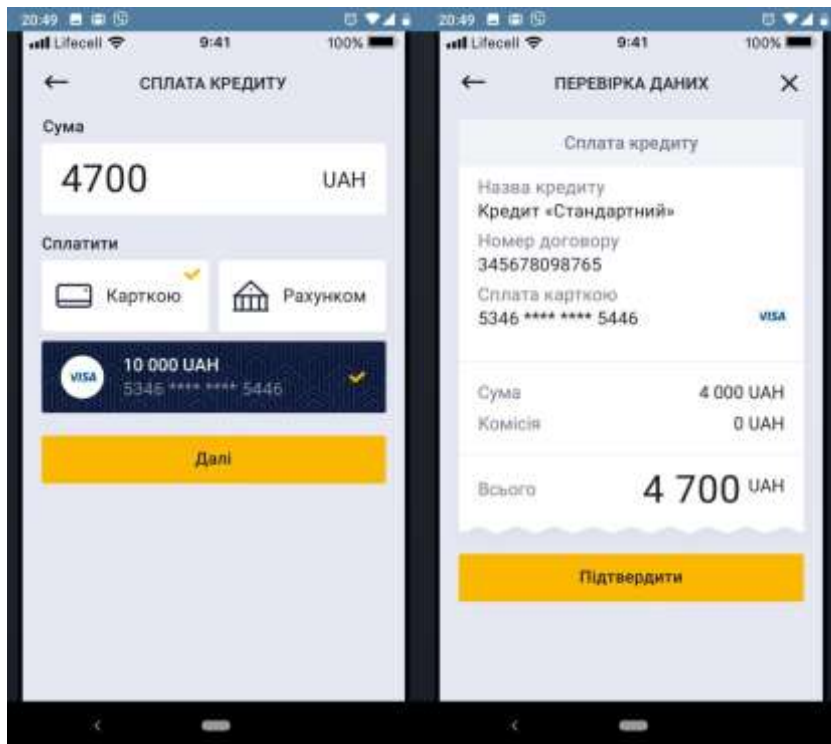 20:49
Lifecell 9:41 100%
СПЛАТА КРЕДИТУ
Сума
4700 UAH
Сплатити
Карткою Рахунком
VISA 10 000 UAH
5346 **** **** 5446
Далі
20:49
Lifecell 9:41 100%
ПЕРЕВІРКА ДАНИХ
Сплата кредиту
Назва кредиту
Кредит «Стандартний»
Номер договору
345678098765
Сплата карткою
5346 **** **** 5446 VISA
Сума 4 000 UAH
Комісія 0 UAH
Всього 4 700 UAH
Підтвердити